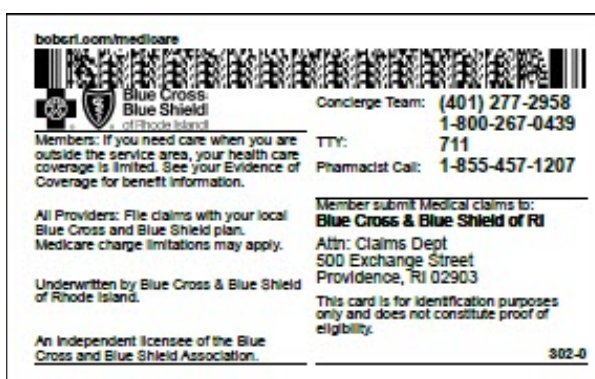 bcbsri.com/medicare
Blue Cross
Blue Shield
of Rhode Island
Members: If you need care when you are
outside the service area, your health care
coverage is limited. See your Evidence of
Coverage for benefit information.
All Providers: File claims with your local
Blue Cross and Blue Shield plan.
Medicare charge limitations may apply.
Underwritten by Blue Cross & Blue Shield
of Rhode Island.
An independent licensee of the Blue
Cross and Blue Shield Association.
Concierge Team: (401) 277-2958
1-800-267-0439
TTY: 711
Pharmacist Call: 1-855-457-1207
Member submit Medical claims to:
Blue Cross & Blue Shield of RI
Attn: Claims Dept
500 Exchange Street
Providence, RI 02903
This card is for identification purposes
only and does not constitute proof of
eligibility.
S02-0